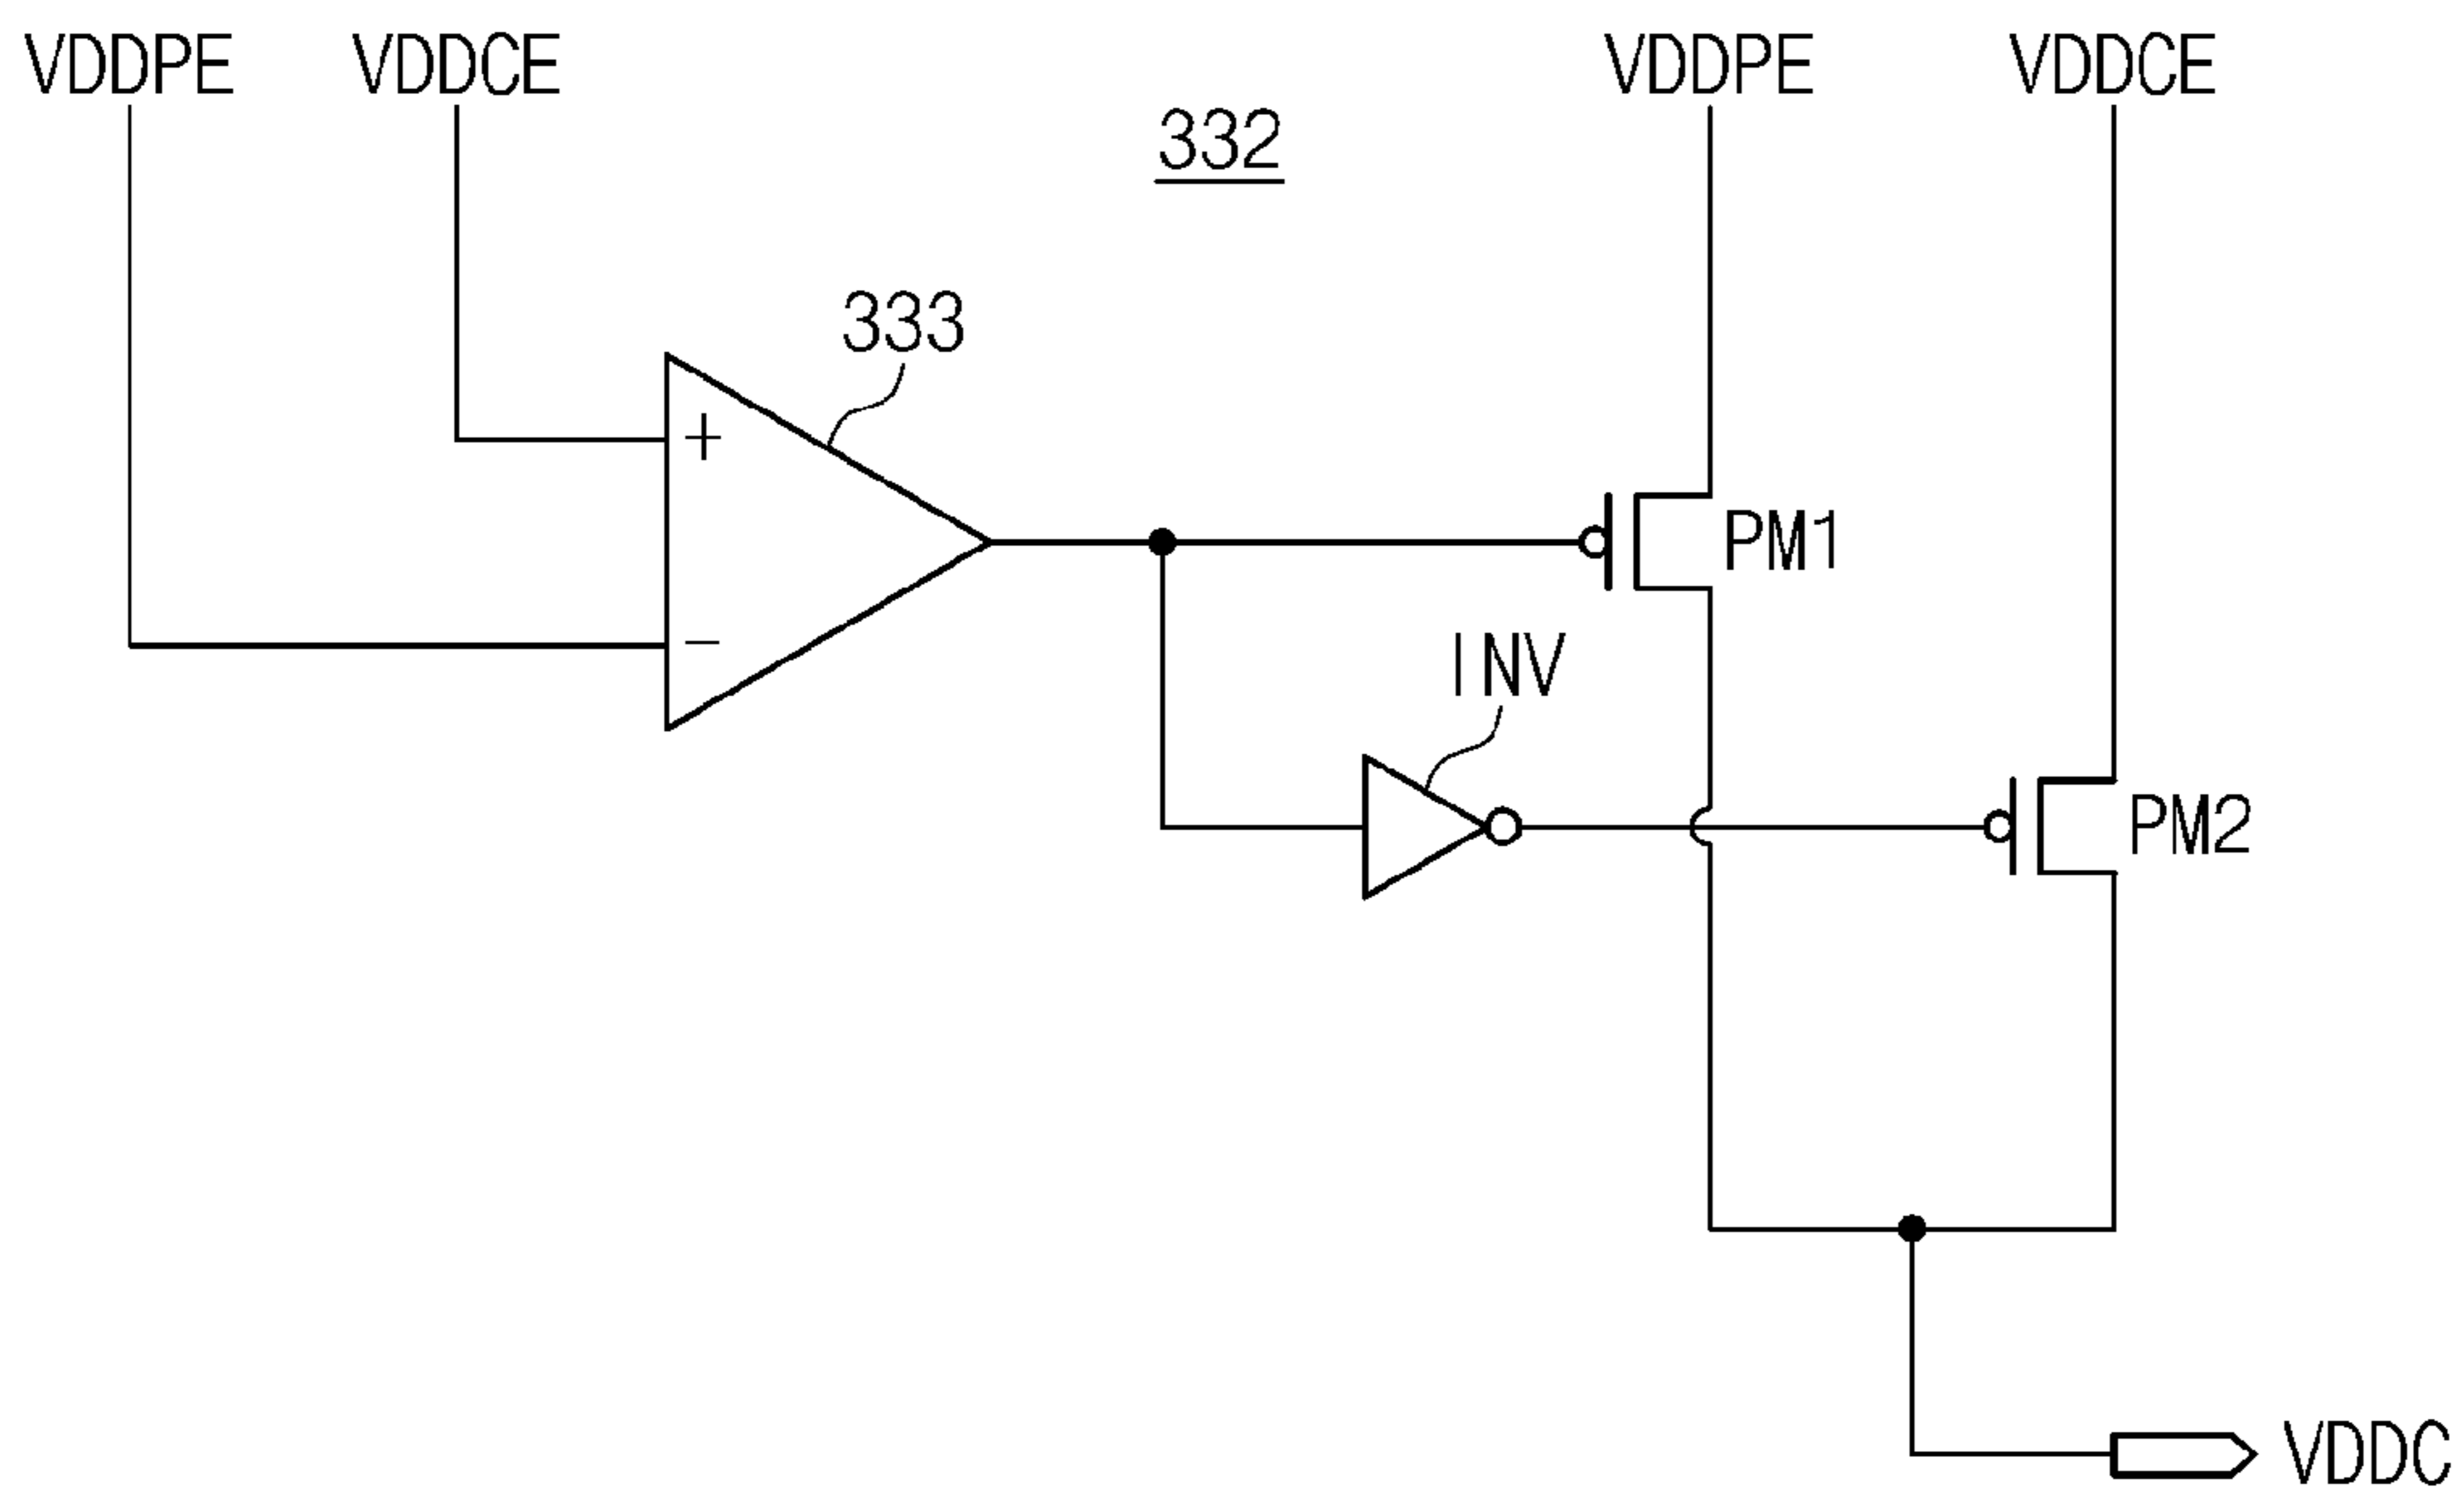 VDDPE VDDCE VDDPE VDDCE
332
333
+
PM1
−
INV
PM2
VDDC